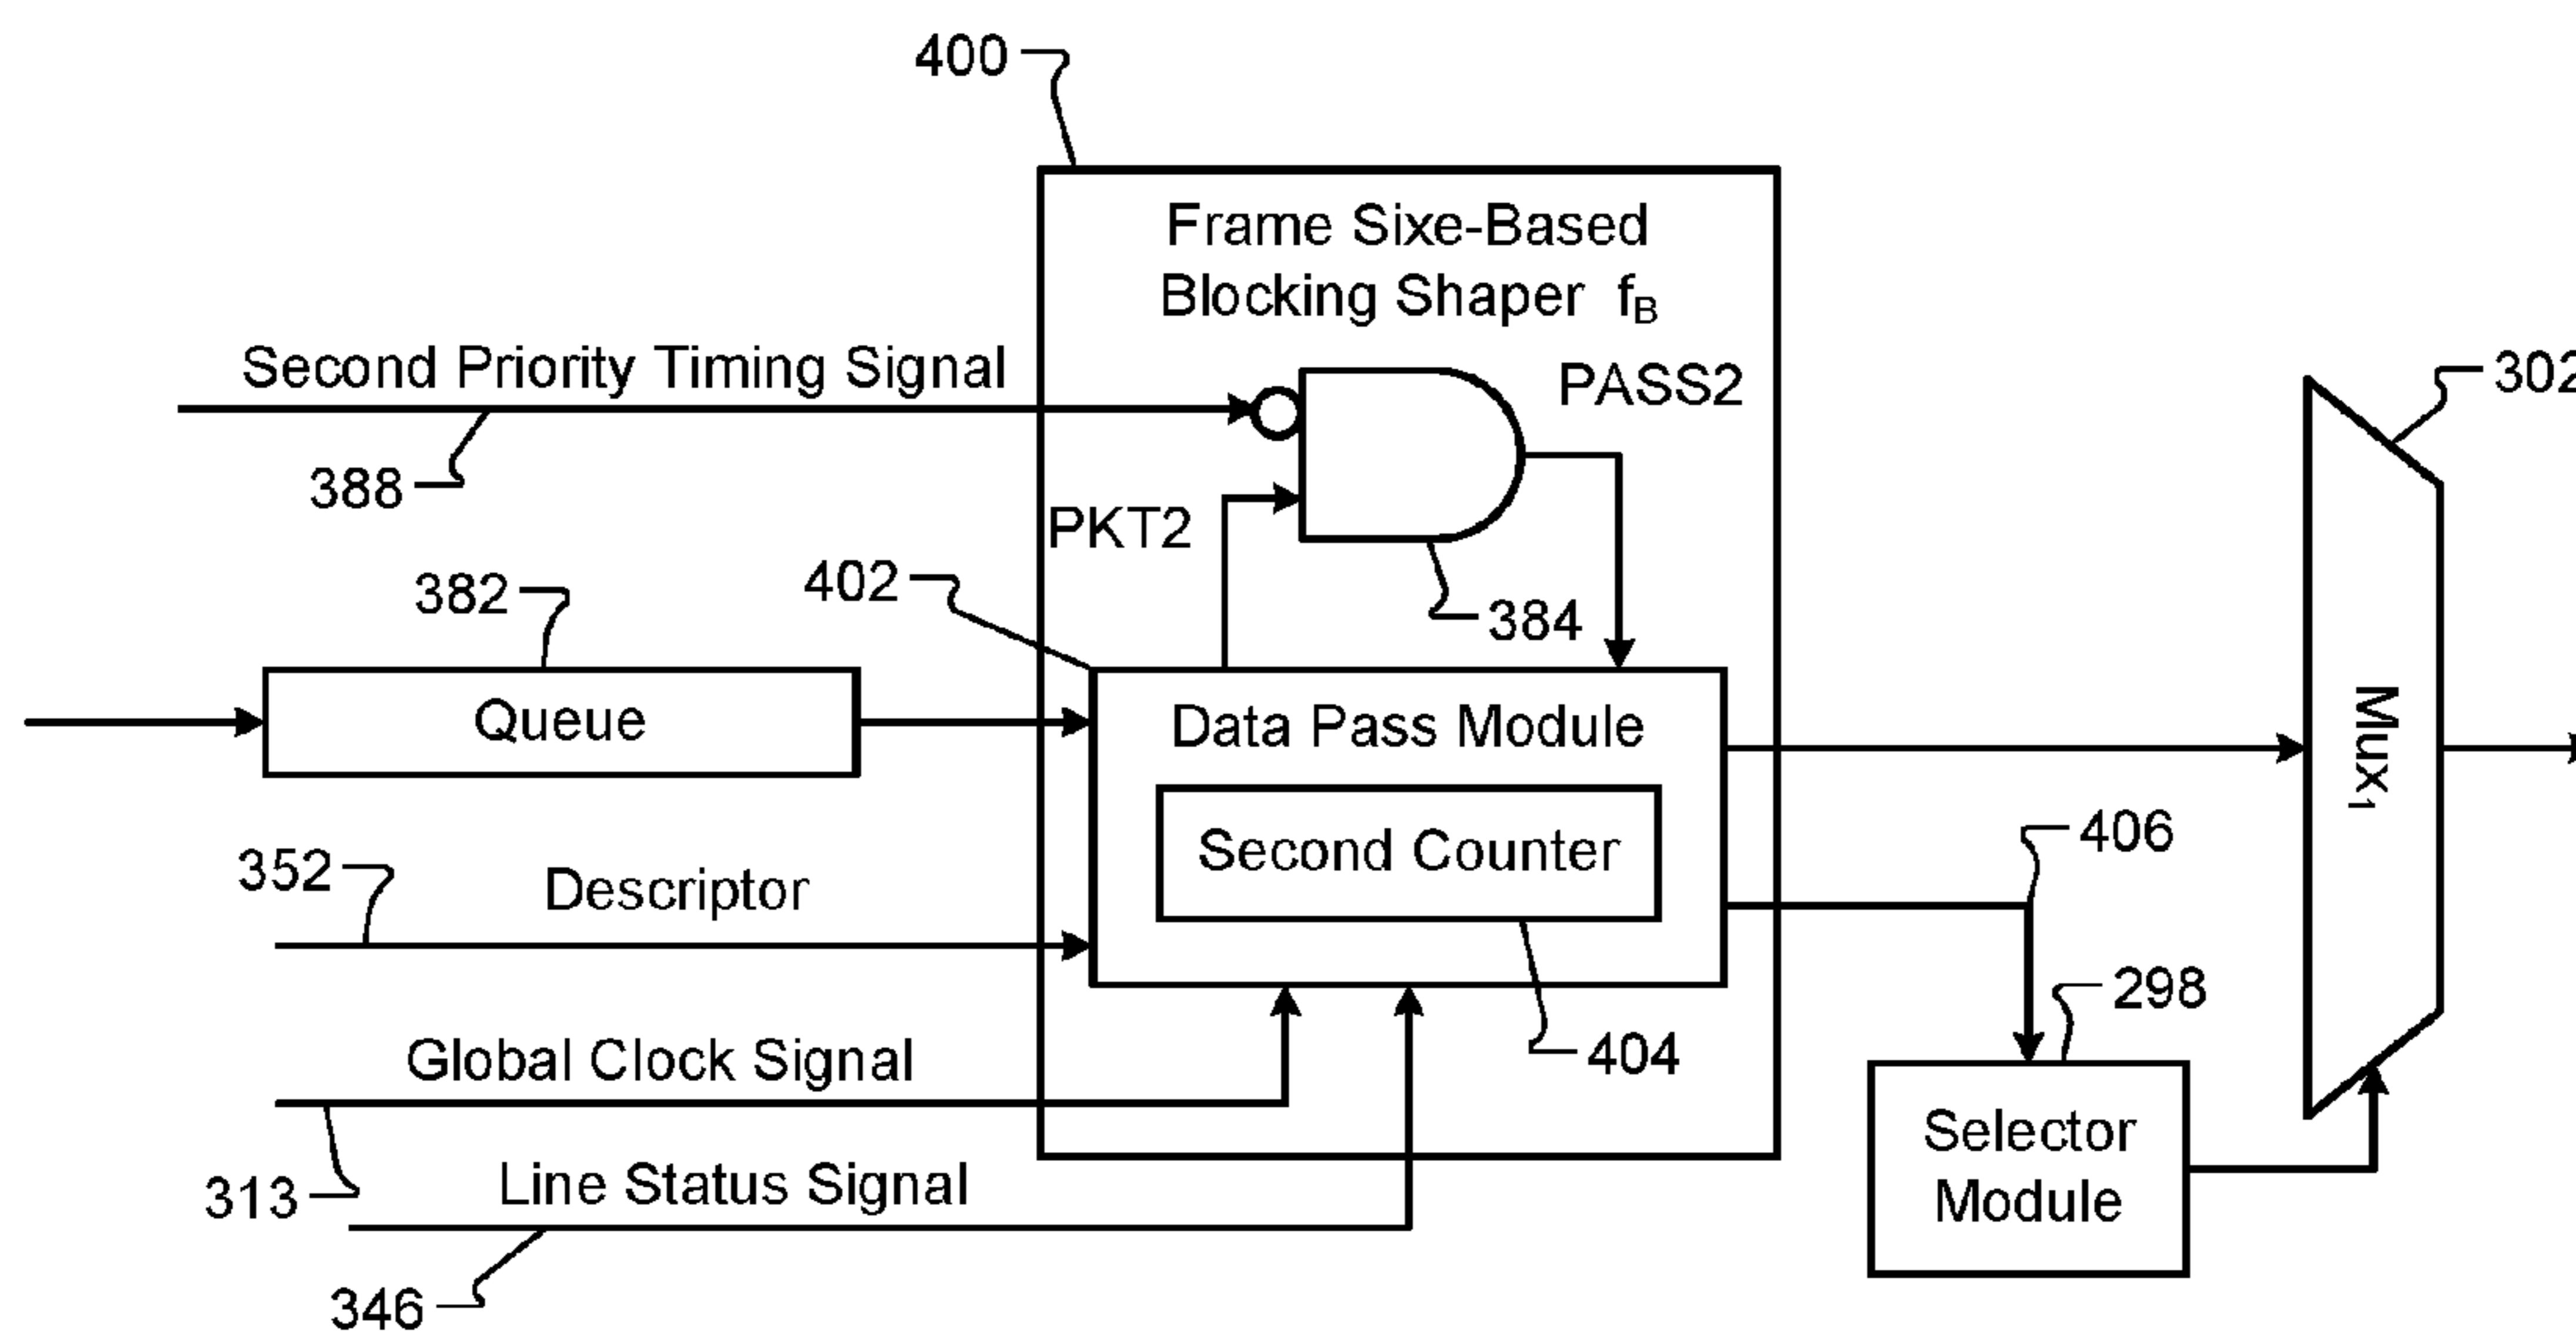 400
Frame Sixe-Based
Blocking Shaper fB
Second Priority Timing Signal
PASS2
302
388
PKT2
382
402
384
Queue
Data Pass Module
Mux1
Second Counter
406
352
Descriptor
298
Global Clock Signal
404
Selector
Module
313
Line Status Signal
346